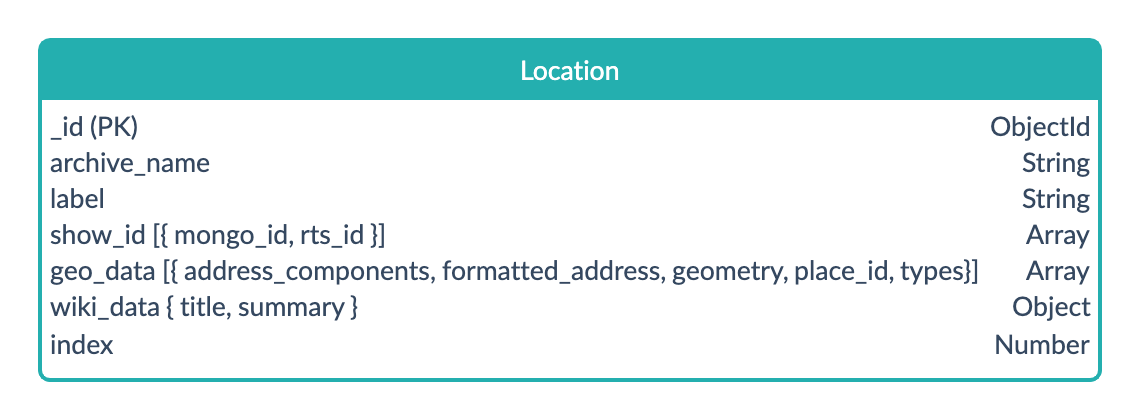 Location
_id (PK) ObjectId
archive_name String
label String
show_id [{ mongo_id, rts_id }] Array
geo_data [{ address_components, formatted_address, geometry, place_id, types}] Array
wiki_data { title, summary } Object
index Number